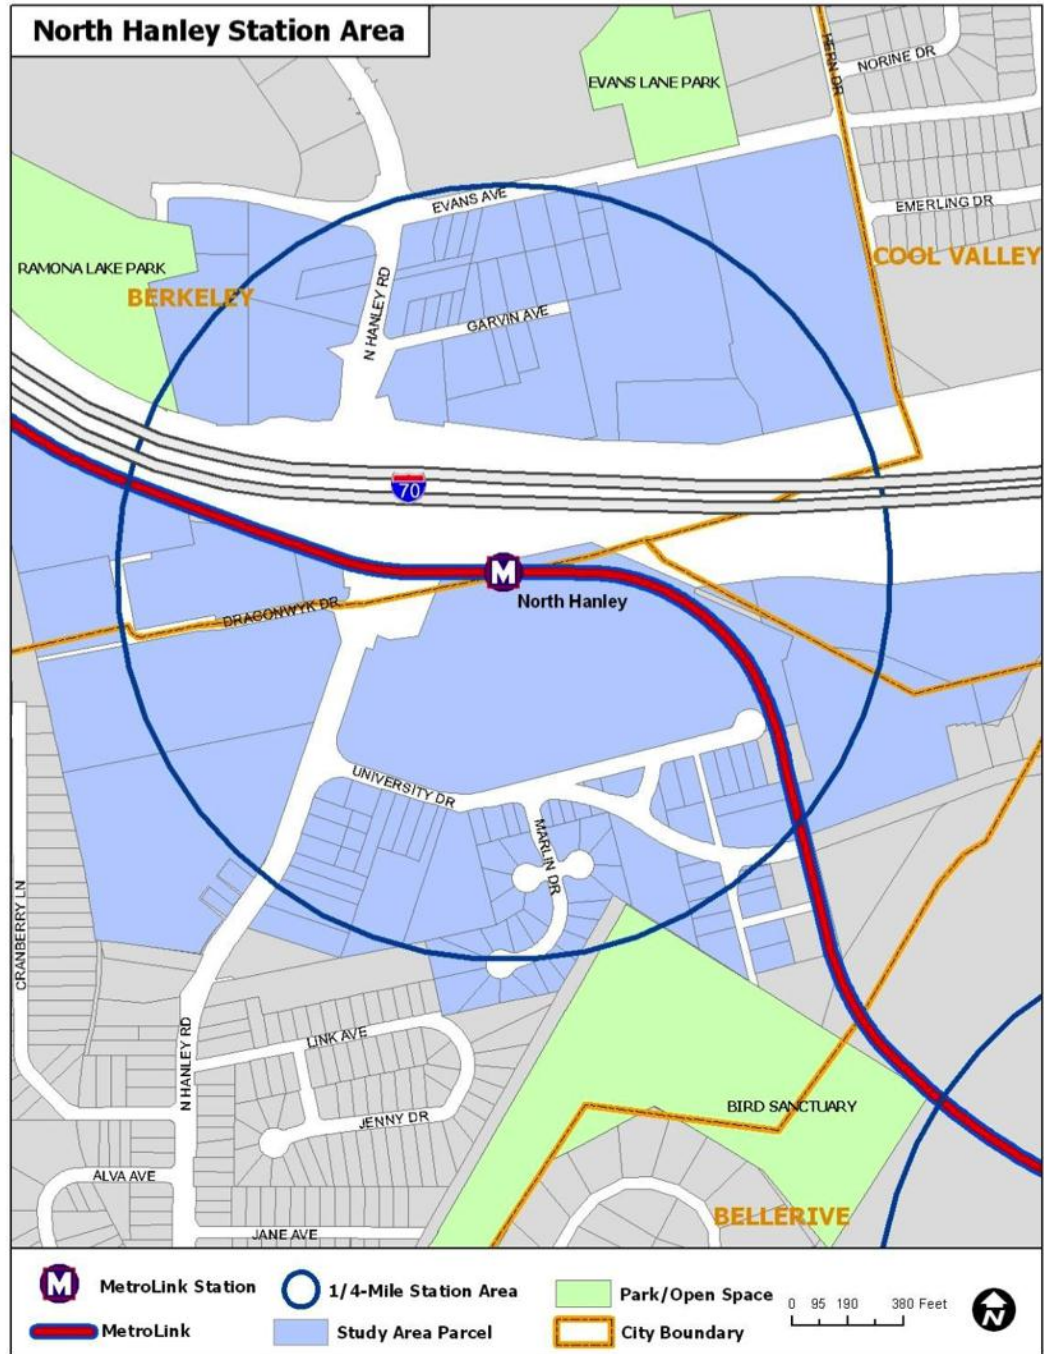 North Hanley Station Area
HERN DR
NORINE DR
EVANS LANE PARK
EVANS AVE
EMERLING DR
COOL VALLEY
RAMONA LAKE PARK
BERKELEY
N HANLEY RD
GARVIN AVE
70
M
North Hanley
DRAGONWYK DR
UNIVERSITY DR
MARLIN DR
CRANBERRY LN
N HANLEY RD
LINK AVE
JENNY DR
BIRD SANCTUARY
ALVA AVE
BELLERIVE
JANE AVE
M MetroLink Station
1/4-Mile Station Area
Park/Open Space
0 95 190 380 Feet
N
MetroLink
Study Area Parcel
City Boundary